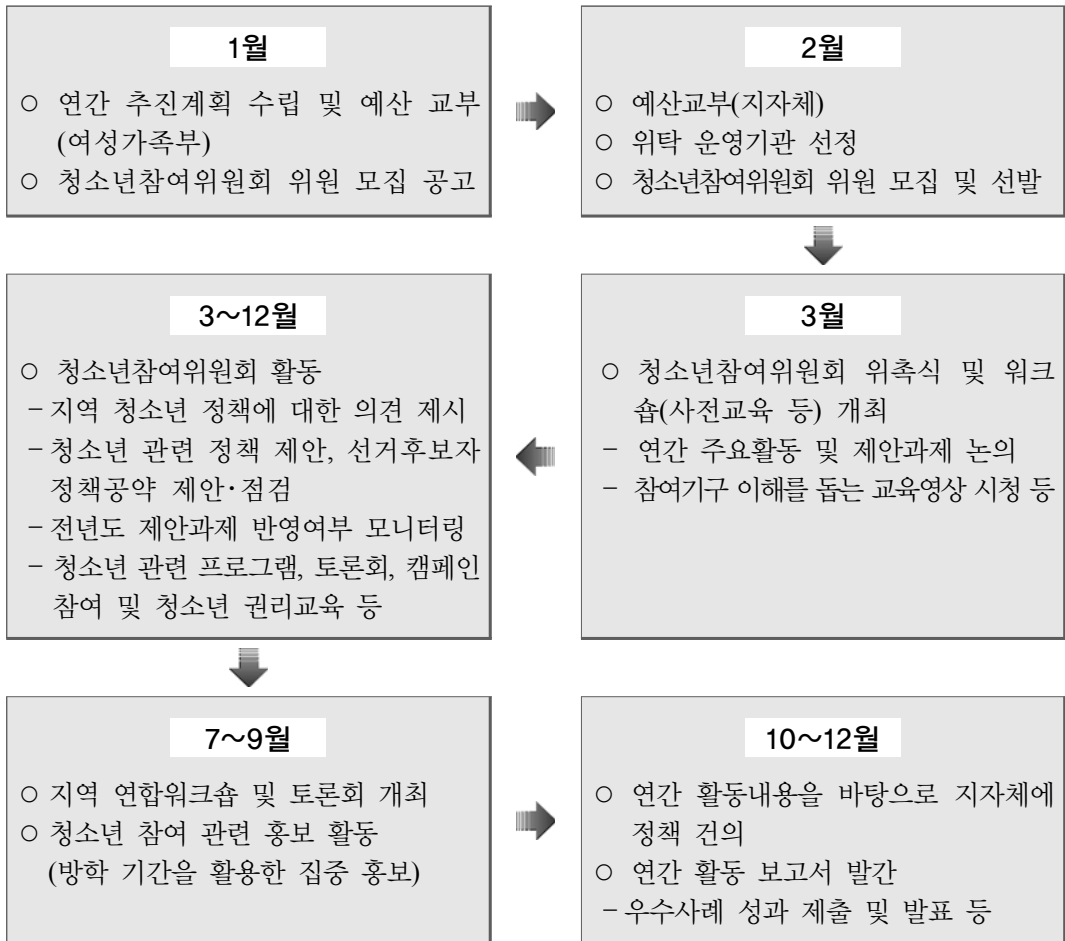 1월
○ 연간 추진계획 수립 및 예산 교부
(여성가족부)
○ 청소년참여위원회 위원 모집 공고
2월
○ 예산교부(지자체)
○ 위탁 운영기관 선정
○ 청소년참여위원회 위원 모집 및 선발
3월
○ 청소년참여위원회 위촉식 및 워크
숍(사전교육 등) 개최
- 연간 주요활동 및 제안과제 논의
- 참여기구 이해를 돕는 교육영상 시청 등
3～12월
○ 청소년참여위원회 활동
- 지역 청소년 정책에 대한 의견 제시
- 청소년 관련 정책 제안, 선거후보자
정책공약 제안·점검
- 전년도 제안과제 반영여부 모니터링
- 청소년 관련 프로그램, 토론회, 캠페인
참여 및 청소년 권리교육 등
7～9월
○ 지역 연합워크숍 및 토론회 개최
○ 청소년 참여 관련 홍보 활동
(방학 기간을 활용한 집중 홍보)
10～12월
○ 연간 활동내용을 바탕으로 지자체에
정책 건의
○ 연간 활동 보고서 발간
- 우수사례 성과 제출 및 발표 등